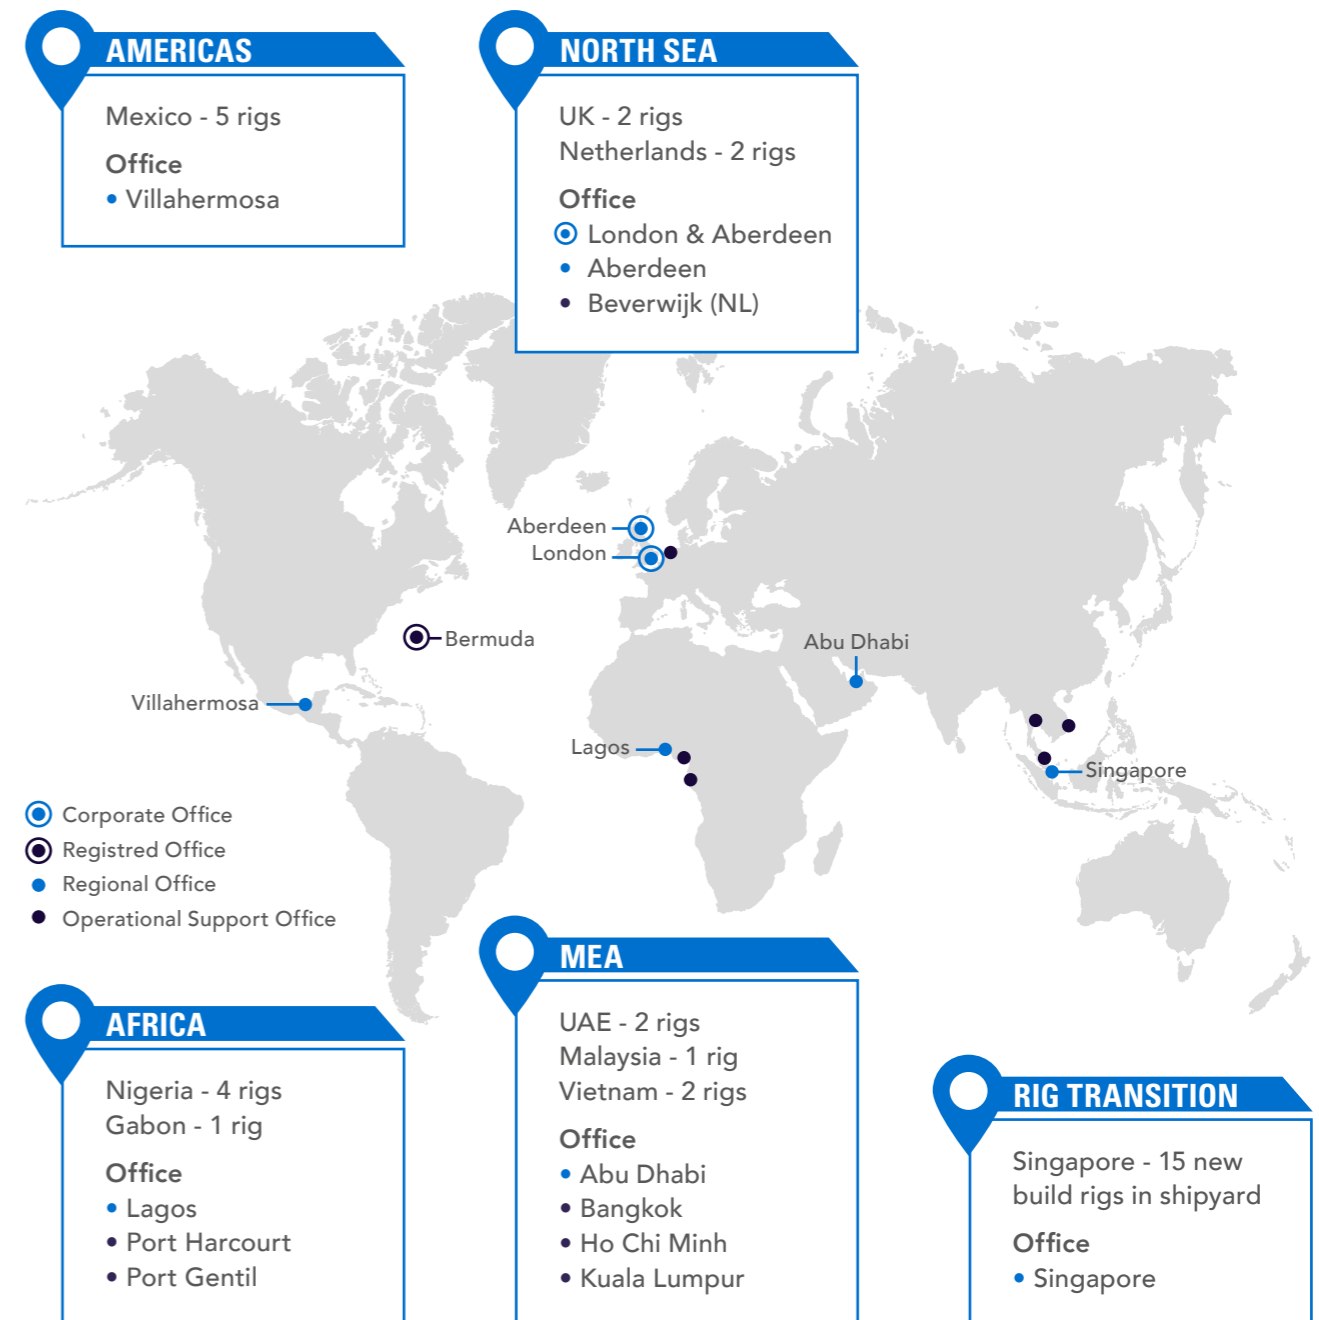 AMERICAS
Mexico - 5 rigs
Office
• Villahermosa
NORTH SEA
UK - 2 rigs
Netherlands - 2 rigs
Office
London & Aberdeen
• Aberdeen
• Beverwijk (NL)
Aberdeen
London
Bermuda
Abu Dhabi
Villahermosa
Lagos
Singapore
Corporate Office
Registred Office
Regional Office
Operational Support Office
AFRICA
Nigeria - 4 rigs
Gabon - 1 rig
Office
• Lagos
• Port Harcourt
• Port Gentil
MEA
UAE - 2 rigs
Malaysia - 1 rig
Vietnam - 2 rigs
Office
• Abu Dhabi
• Bangkok
• Ho Chi Minh
• Kuala Lumpur
RIG TRANSITION
Singapore - 15 new
build rigs in shipyard
Office
• Singapore